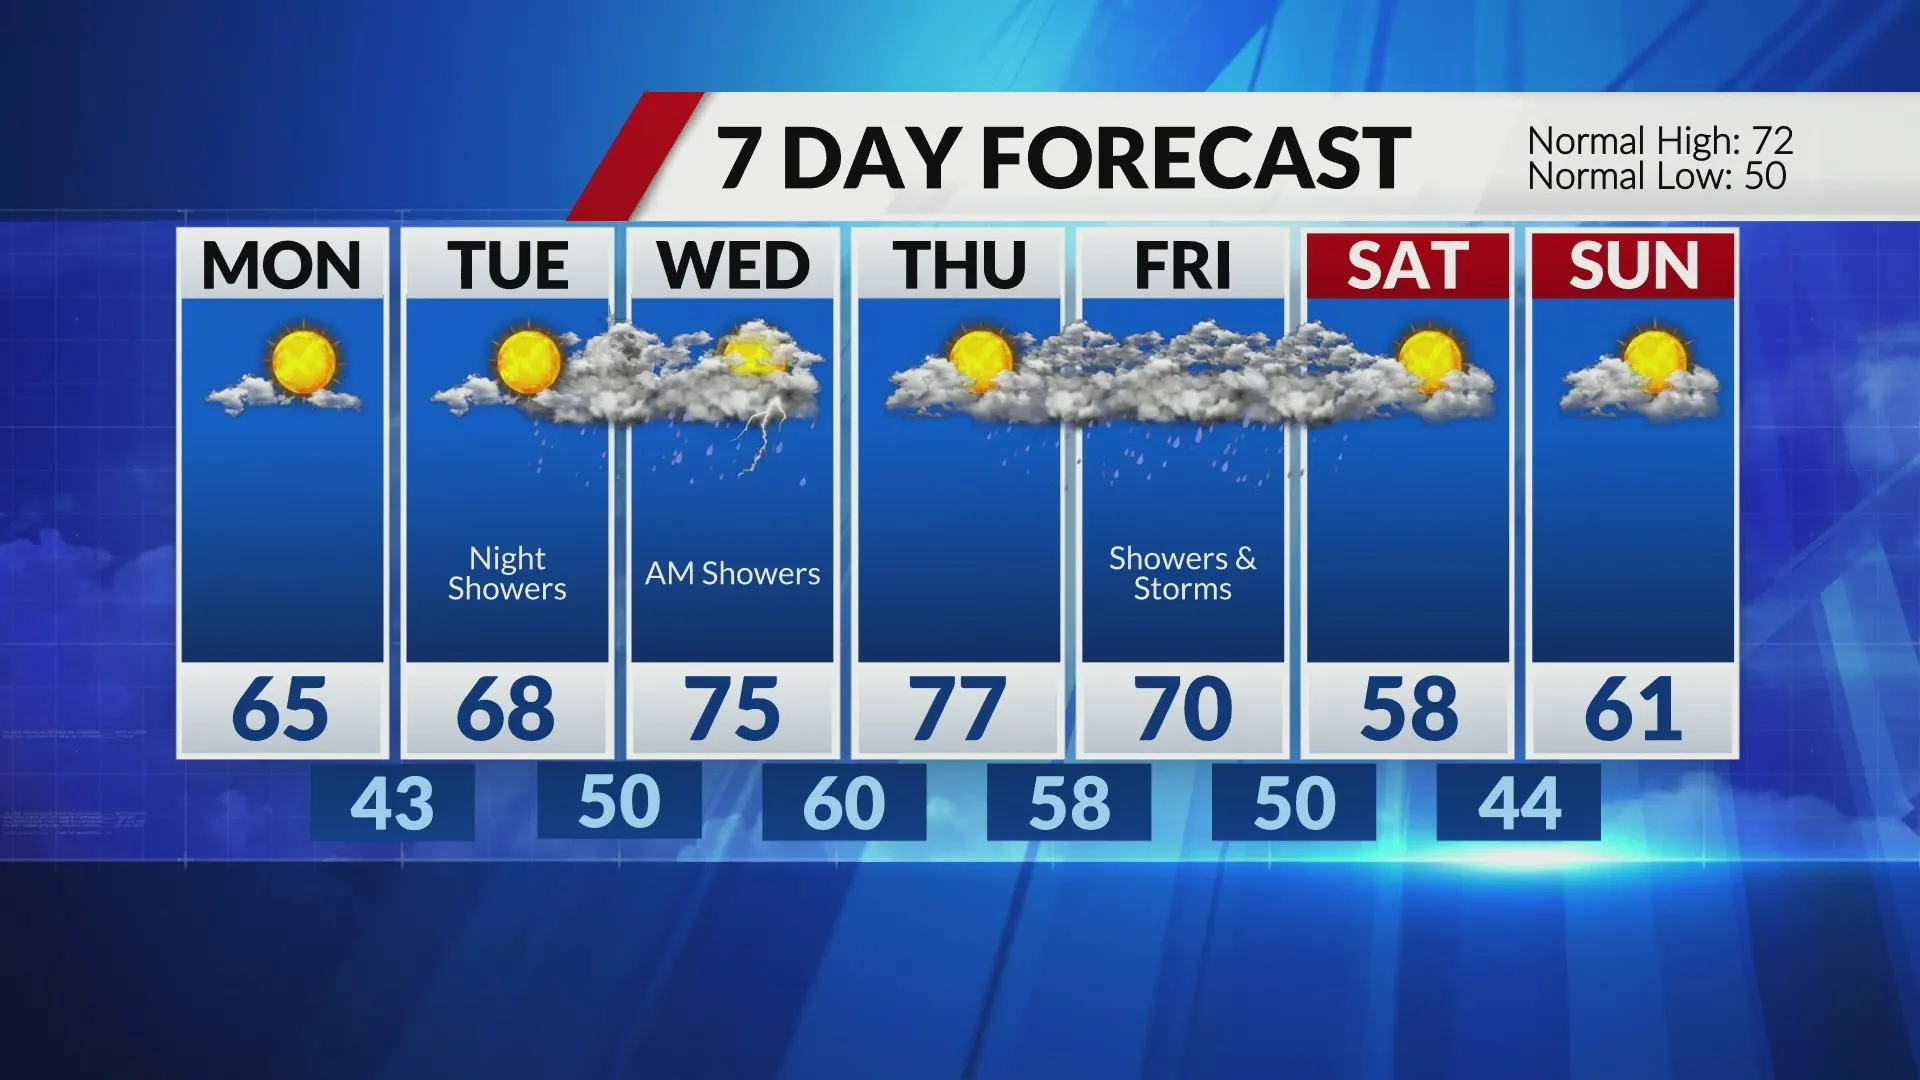 7 DAY FORECAST
Normal High: 72
Normal Low: 50
MON
TUE
WED
THU
FRI
SAT
SUN
Night
Showers
AM Showers
Showers &
Storms
65
68
75
77
70
58
61
43
50
60
58
50
44